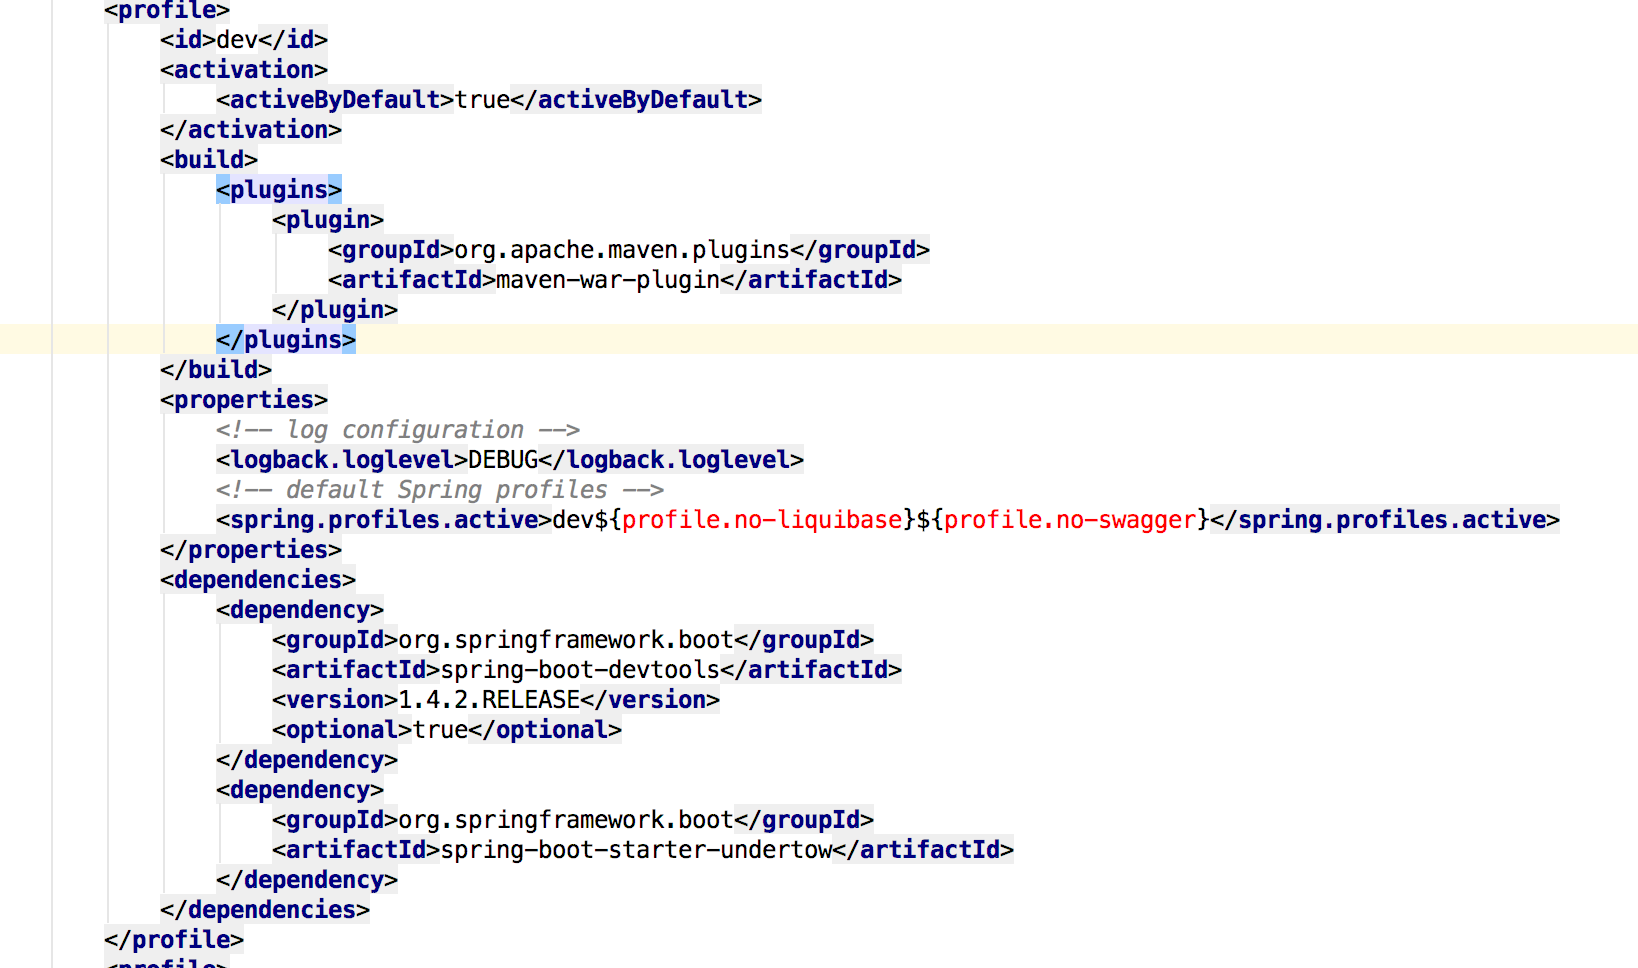 <profile>
<id>dev</id>
<activation>
<activeByDefault>true</activeByDefault>
</activation>
<build>
<plugins>
<plugin>
<groupId>org.apache.maven.plugins</groupId>
<artifactId>maven-war-plugin</artifactId>
</plugin>
</plugins>
</build>
<properties>
<!-- log configuration -->
<logback.loglevel>DEBUG</logback.loglevel>
<!-- default Spring profiles -->
<spring.profiles.active>dev${profile.no-liquibase}${profile.no-swagger}</spring.profiles.active>
</properties>
<dependencies>
<dependency>
<groupId>org.springframework.boot</groupId>
<artifactId>spring-boot-devtools</artifactId>
<version>1.4.2.RELEASE</version>
<optional>true</optional>
</dependency>
<dependency>
<groupId>org.springframework.boot</groupId>
<artifactId>spring-boot-starter-undertow</artifactId>
</dependency>
</dependencies>
</profile>
<profile>